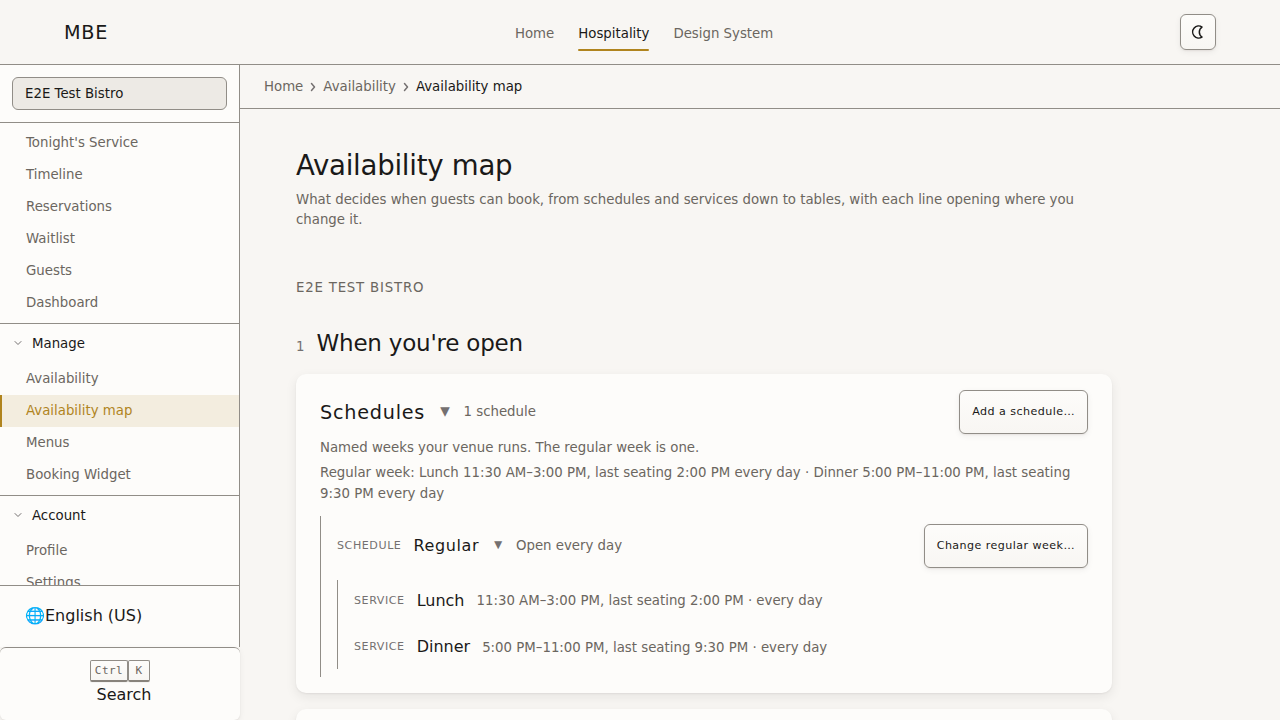 MBE
Home
Hospitality
Design System
E2E Test Bistro
Home > Availability > Availability map
Tonight's Service
Timeline
Reservations
Waitlist
Guests
Dashboard
Manage
Availability
Availability map
Menus
Booking Widget
Account
Profile
Settings
🌐English (US)
Ctrl K
Search
Availability map
What decides when guests can book, from schedules and services down to tables, with each line opening where you
change it.
E2E TEST BISTRO
1 When you're open
Schedules ▼ 1 schedule
Add a schedule…
Named weeks your venue runs. The regular week is one.
Regular week: Lunch 11:30 AM–3:00 PM, last seating 2:00 PM every day · Dinner 5:00 PM–11:00 PM, last seating
9:30 PM every day
SCHEDULE Regular ▼ Open every day
Change regular week…
SERVICE Lunch 11:30 AM–3:00 PM, last seating 2:00 PM · every day
SERVICE Dinner 5:00 PM–11:00 PM, last seating 9:30 PM · every day